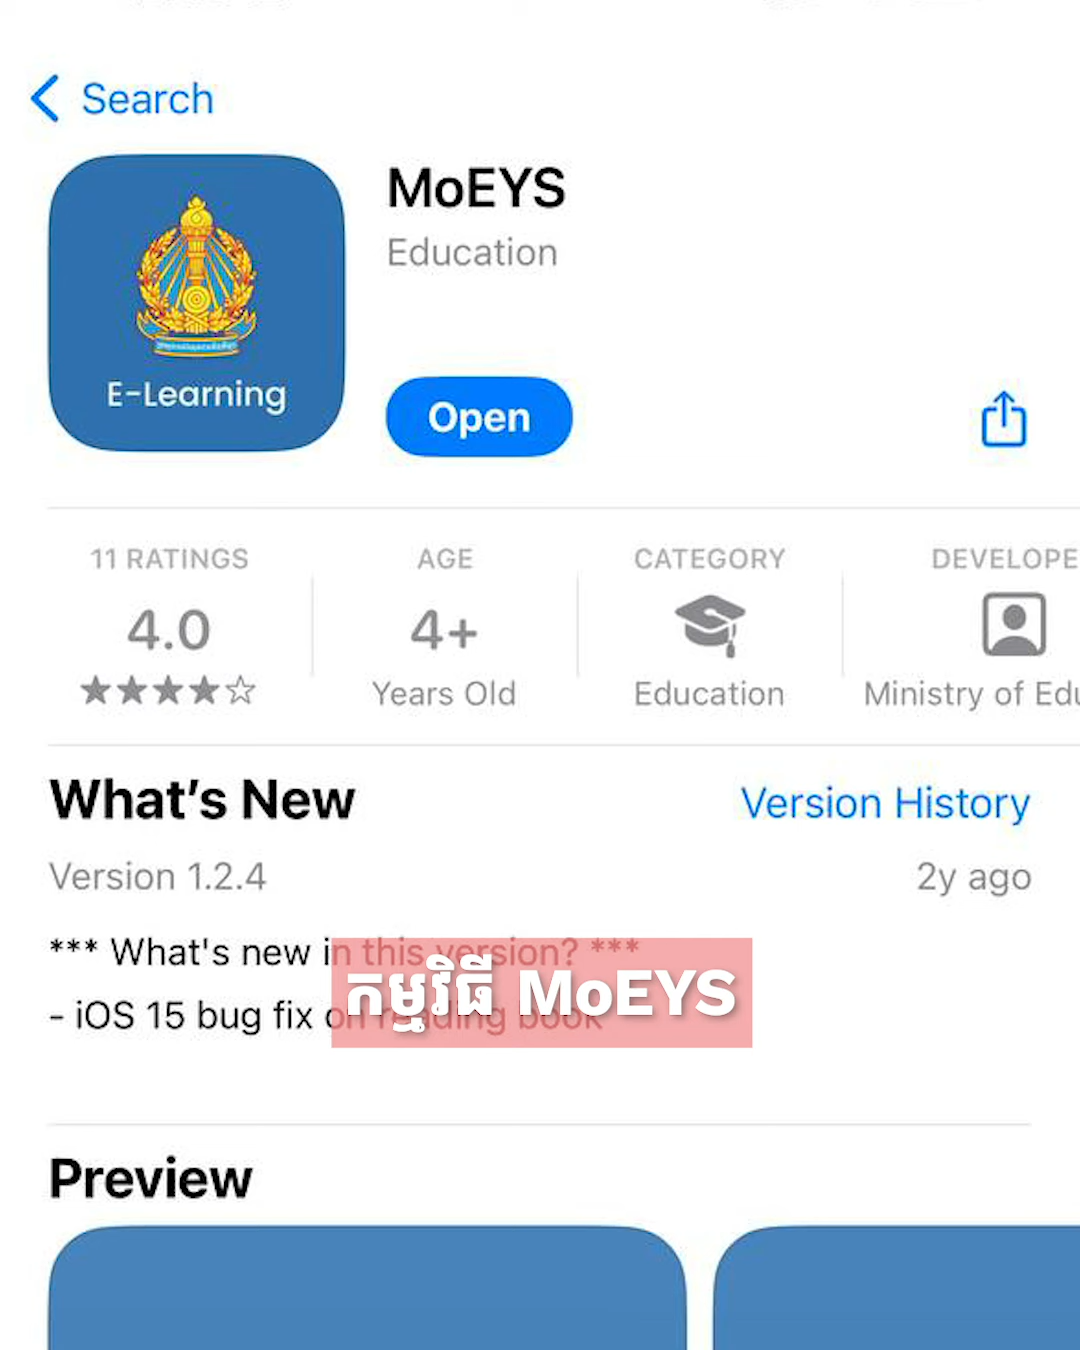 Search
MoEYS
Education
E-Learning
Open
11 RATINGS
4.0
AGE
4+
Years Old
CATEGORY
Education
DEVELOPE
Ministry of Edu
What's New
Version History
Version 1.2.4
2y ago
*** What's new in this version? ***
- iOS 15 bug fix on reading book
កម្មវិធី MoEYS
Preview